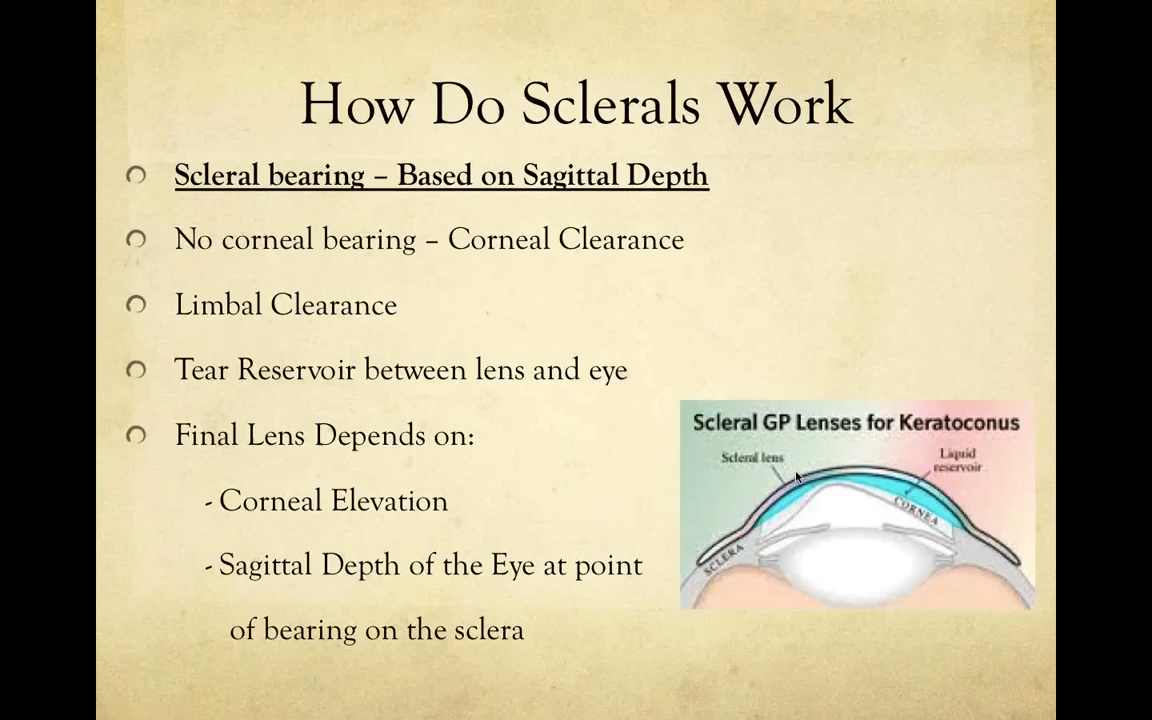 How Do Sclerals Work
Scleral bearing – Based on Sagittal Depth
No corneal bearing – Corneal Clearance
Limbal Clearance
Tear Reservoir between lens and eye
Final Lens Depends on:
- Corneal Elevation
- Sagittal Depth of the Eye at point
of bearing on the sclera
Scleral GP Lenses for Keratoconus
Scleral lens
Liquid
reservoir
CORNEA
SCLERA